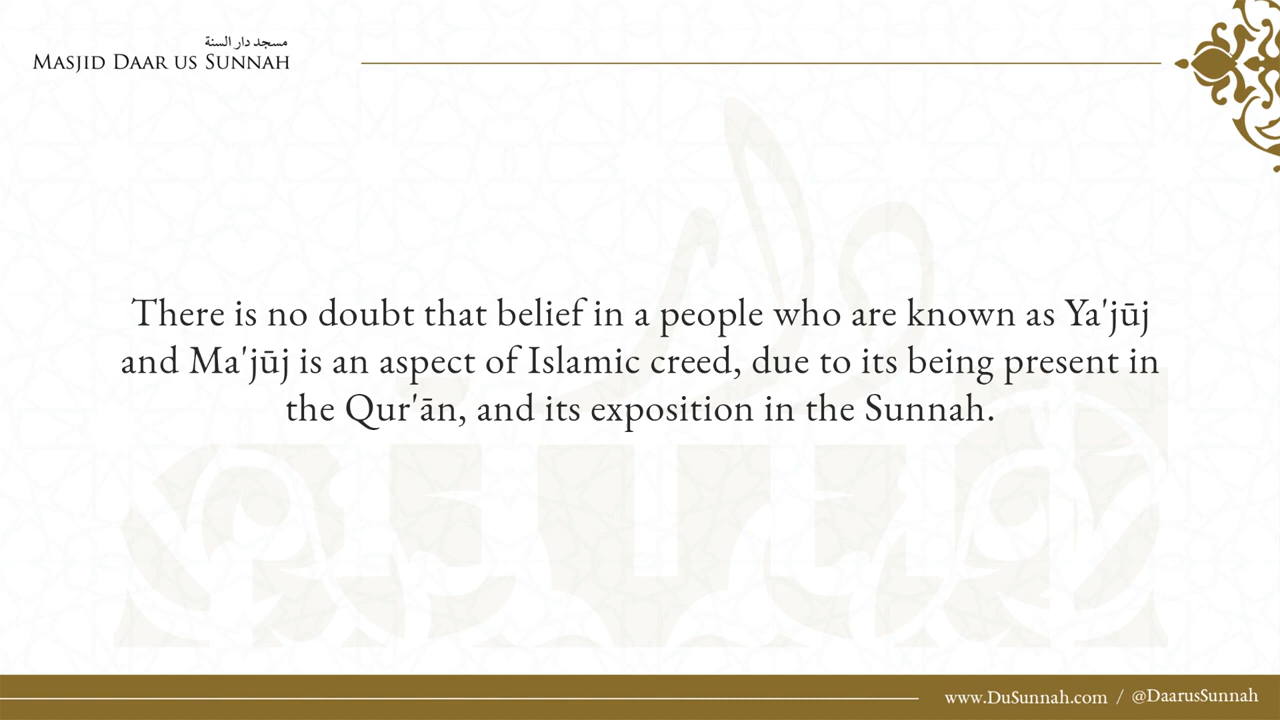 مسجد دار السنة
MASJID DAAR US SUNNAH
There is no doubt that belief in a people who are known as Ya'jūj
and Ma'jūj is an aspect of Islamic creed, due to its being present in
the Qur'ān, and its exposition in the Sunnah.
www.DuSunnah.com / @DaarusSunnah